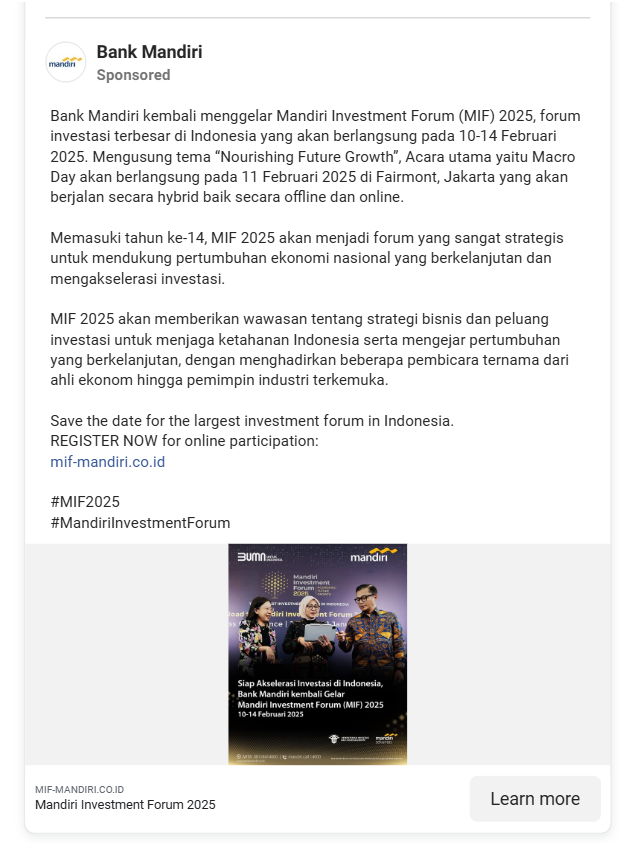 mandiri
Bank Mandiri
Sponsored
Bank Mandiri kembali menggelar Mandiri Investment Forum (MIF) 2025, forum
investasi terbesar di Indonesia yang akan berlangsung pada 10-14 Februari
2025. Mengusung tema “Nourishing Future Growth”, Acara utama yaitu Macro
Day akan berlangsung pada 11 Februari 2025 di Fairmont, Jakarta yang akan
berjalan secara hybrid baik secara offline dan online.
Memasuki tahun ke-14, MIF 2025 akan menjadi forum yang sangat strategis
untuk mendukung pertumbuhan ekonomi nasional yang berkelanjutan dan
mengakselerasi investasi.
MIF 2025 akan memberikan wawasan tentang strategi bisnis dan peluang
investasi untuk menjaga ketahanan Indonesia serta mengejar pertumbuhan
yang berkelanjutan, dengan menghadirkan beberapa pembicara ternama dari
ahli ekonom hingga pemimpin industri terkemuka.
Save the date for the largest investment forum in Indonesia.
REGISTER NOW for online participation:
mif-mandiri.co.id
#MIF2025
#MandiriInvestmentForum
BUMN UNTUK INDONESIA
mandiri
Mandiri
Investment
Forum
2025
Siap Akselerasi Investasi di Indonesia,
Bank Mandiri kembali Gelar
Mandiri Investment Forum (MIF) 2025
10-14 Februari 2025
mandiri
MIF-MANDIRI.CO.ID
Mandiri Investment Forum 2025
Learn more